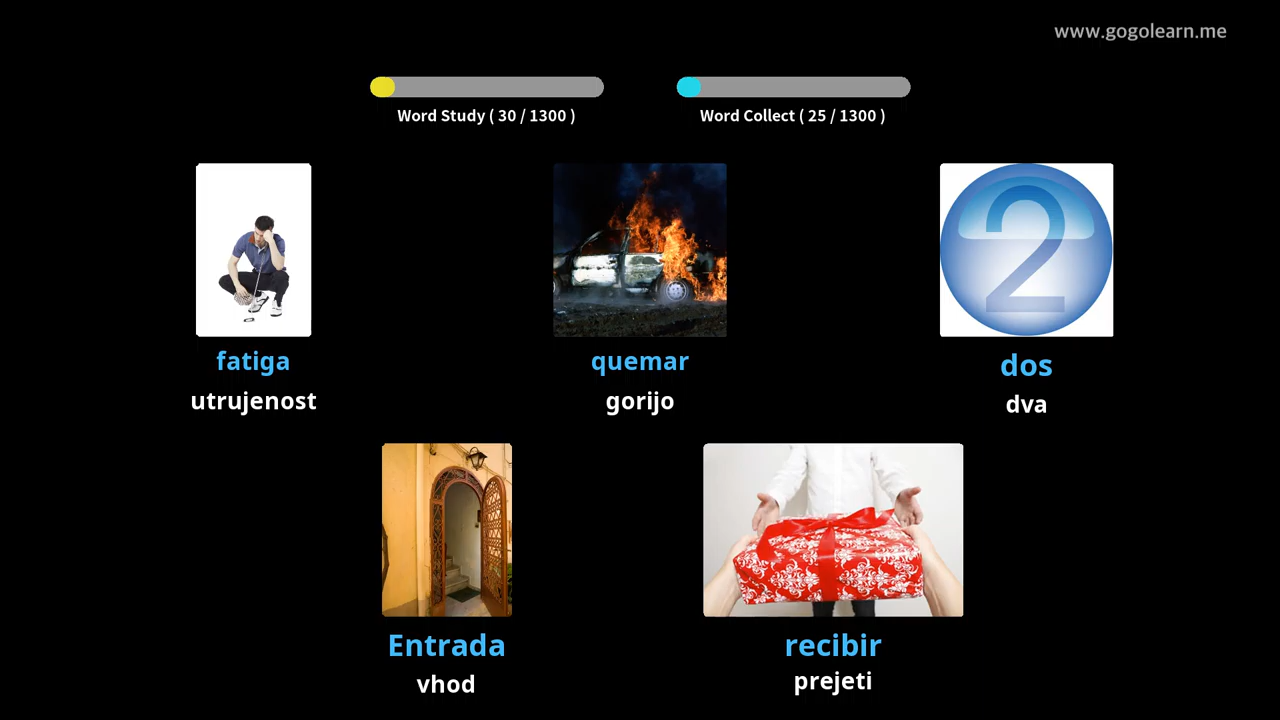 www.gogolearn.me
Word Study ( 30 / 1300 )
Word Collect ( 25 / 1300 )
2
fatiga
utrujenost
quemar
gorijo
dos
dva
Entrada
vhod
recibir
prejeti